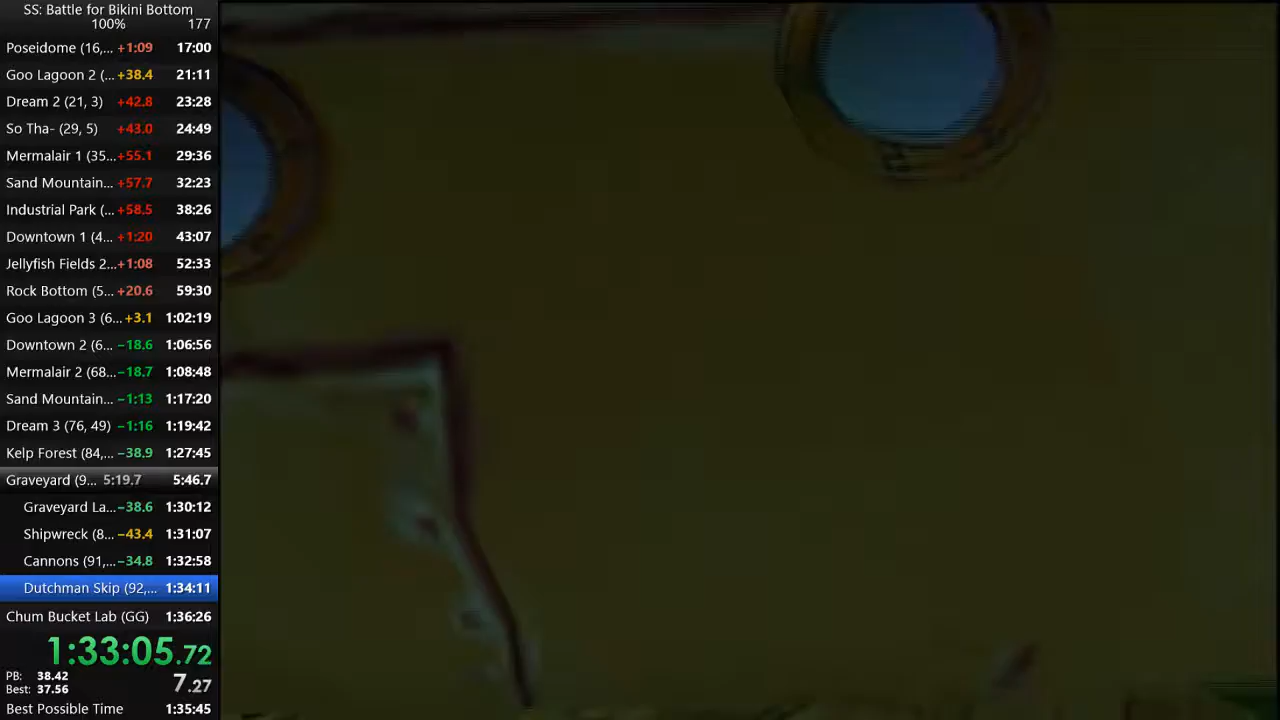 SS: Battle for Bikini Bottom
100% 177
Poseidome (16,... +1:09 17:00
Goo Lagoon 2 (... +38.4 21:11
Dream 2 (21, 3) +42.8 23:28
So Tha- (29, 5) +43.0 24:49
Mermalair 1 (35... +55.1 29:36
Sand Mountain... +57.7 32:23
Industrial Park (... +58.5 38:26
Downtown 1 (4... +1:20 43:07
Jellyfish Fields 2... +1:08 52:33
Rock Bottom (5... +20.6 59:30
Goo Lagoon 3 (6... +3.1 1:02:19
Downtown 2 (6... −18.6 1:06:56
Mermalair 2 (68... −18.7 1:08:48
Sand Mountain... −1:13 1:17:20
Dream 3 (76, 49) −1:16 1:19:42
Kelp Forest (84,... −38.9 1:27:45
Graveyard (9... 5:19.7 5:46.7
Graveyard La... −38.6 1:30:12
Shipwreck (8... −43.4 1:31:07
Cannons (91,... −34.8 1:32:58
Dutchman Skip (92,... 1:34:11
Chum Bucket Lab (GG) 1:36:26
1:33:05.72
PB: 38.42
Best: 37.56 7.27
Best Possible Time 1:35:45